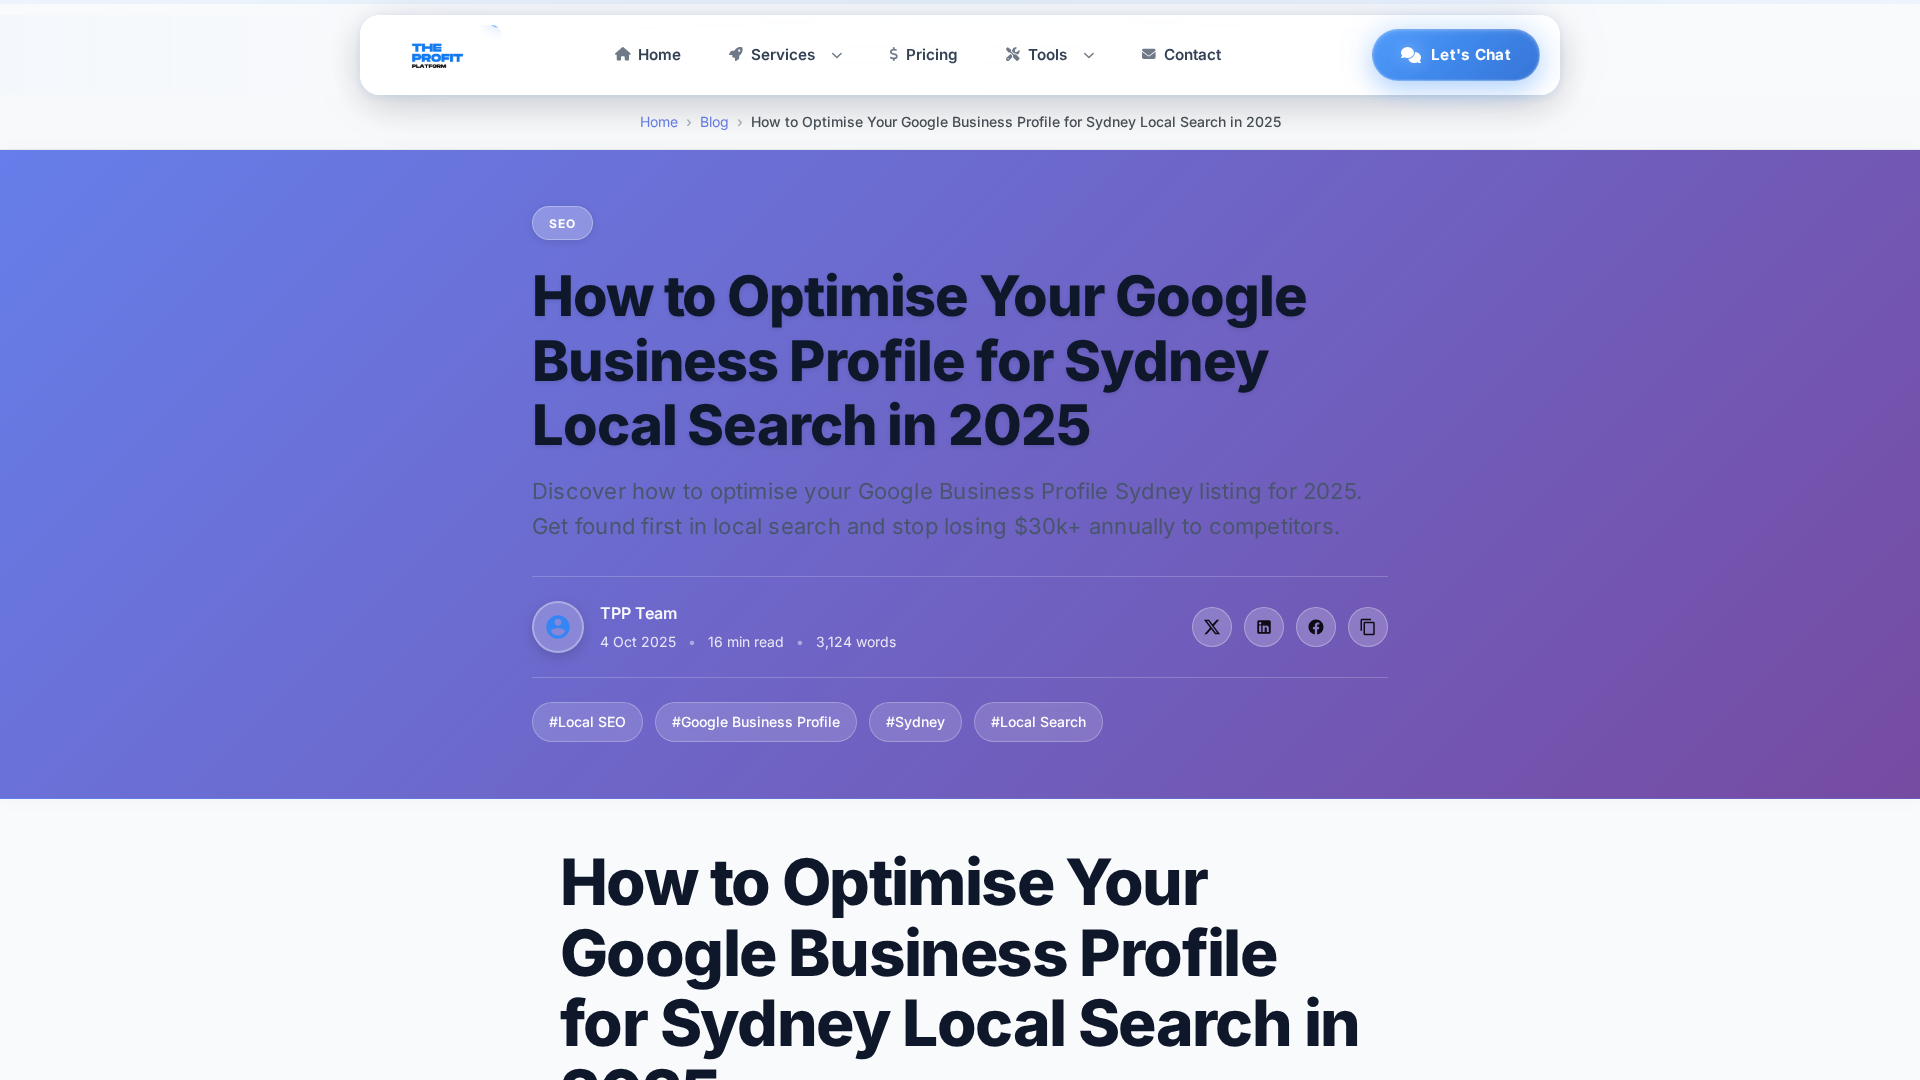 THE
PROFIT
PLATFORM
Home
Services
Pricing
Tools
Contact
Let's Chat
Home › Blog › How to Optimise Your Google Business Profile for Sydney Local Search in 2025
SEO
How to Optimise Your Google
Business Profile for Sydney
Local Search in 2025
Discover how to optimise your Google Business Profile Sydney listing for 2025.
Get found first in local search and stop losing $30k+ annually to competitors.
TPP Team
4 Oct 2025 • 16 min read • 3,124 words
#Local SEO
#Google Business Profile
#Sydney
#Local Search
How to Optimise Your
Google Business Profile
for Sydney Local Search in
2025